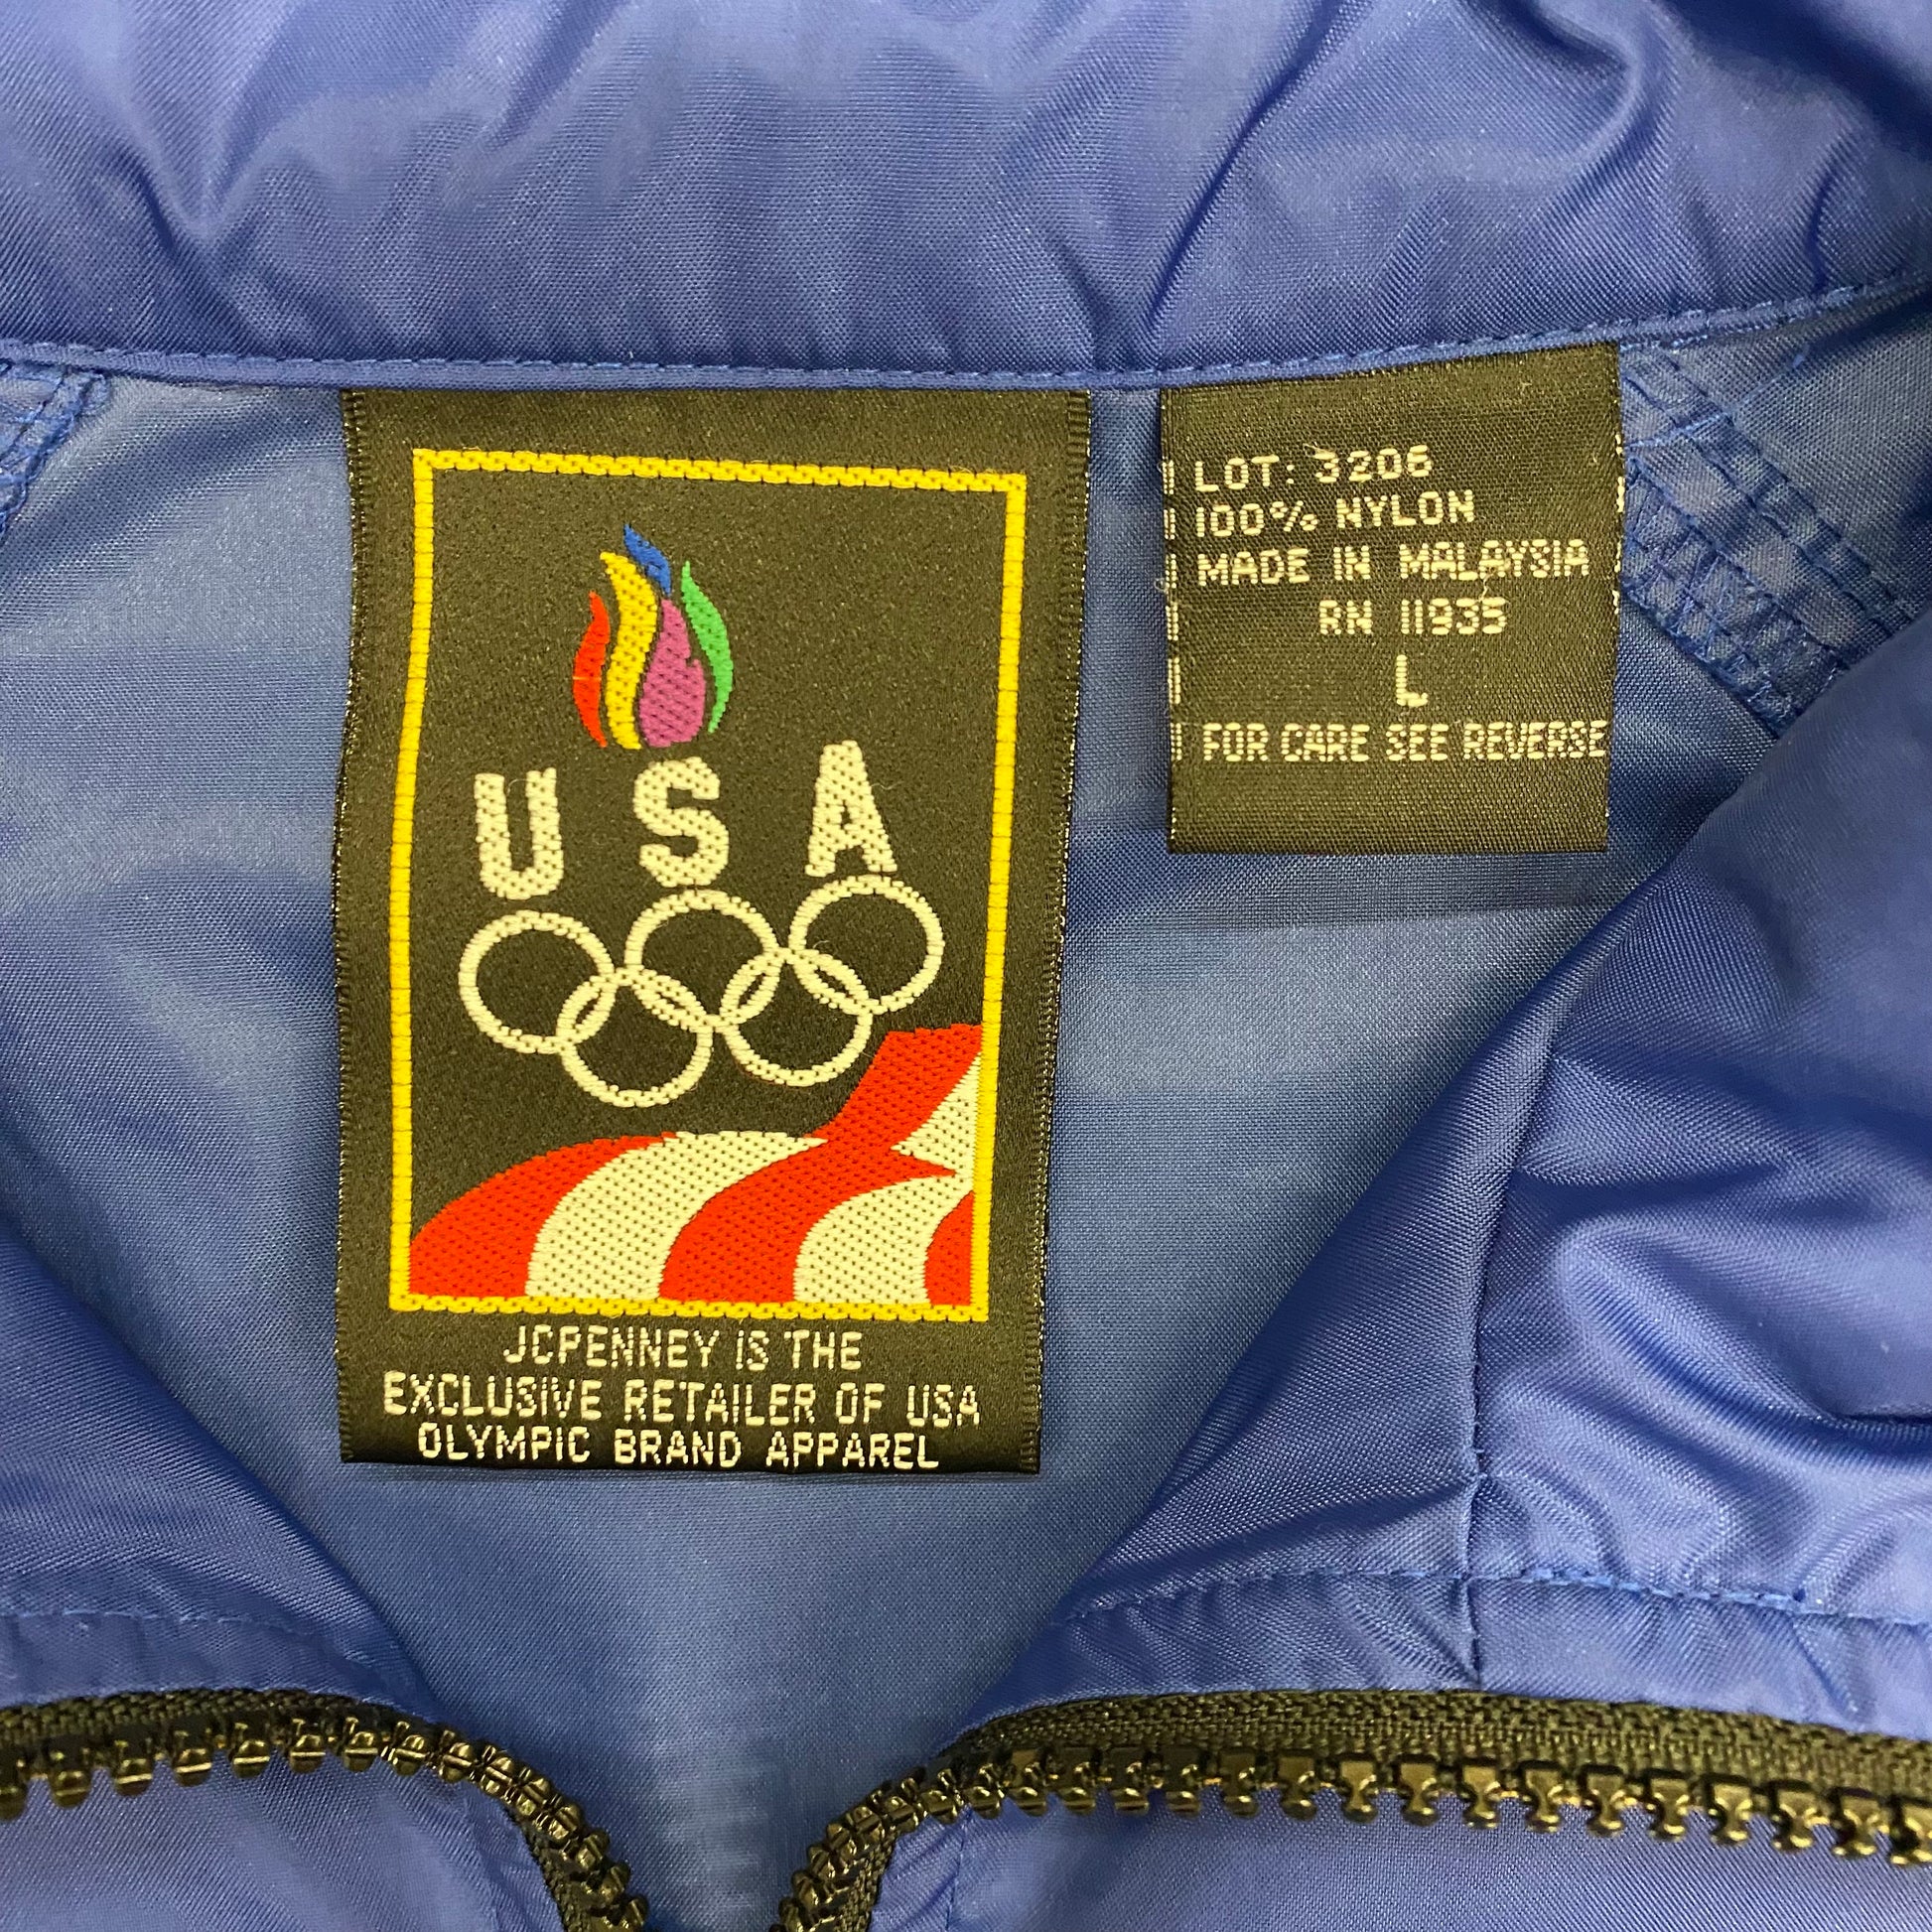 USA
JCPENNEY IS THE
EXCLUSIVE RETAILER OF USA
OLYMPIC BRAND APPAREL
LOT: 3206
100% NYLON
MADE IN MALAYSIA
RN 11935
L
FOR CARE SEE REVERSE